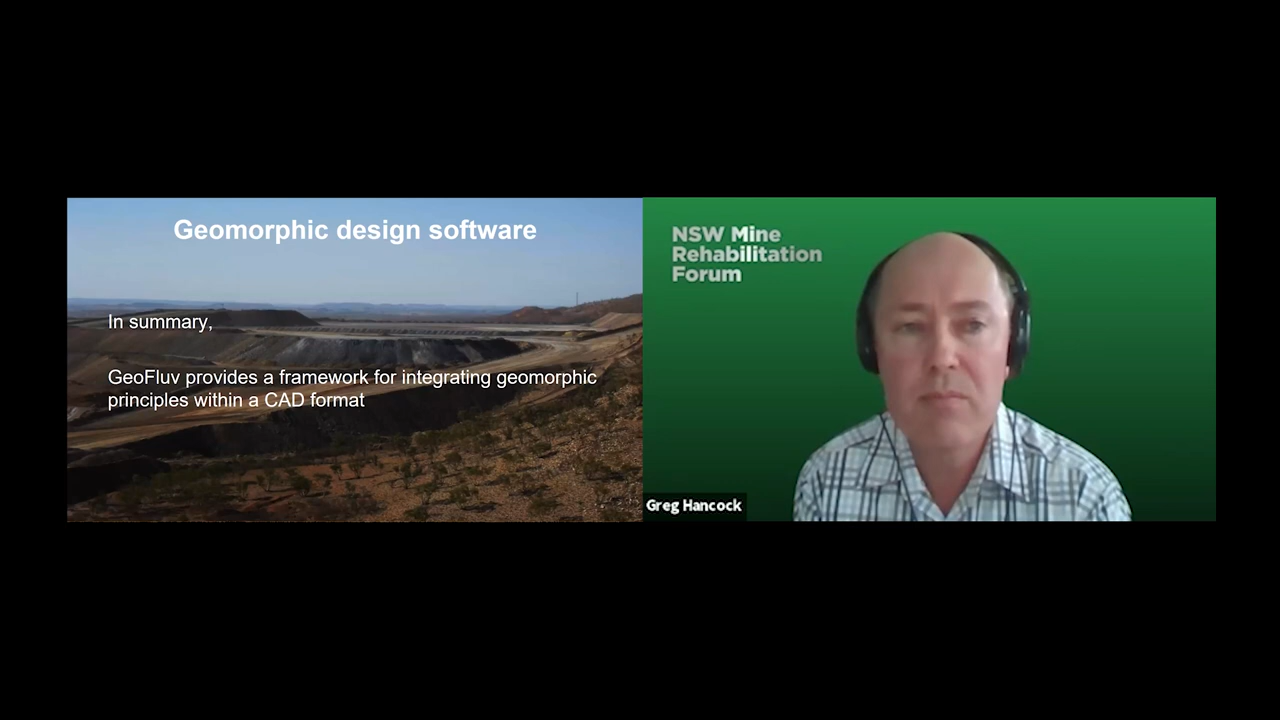 Geomorphic design software
In summary,
GeoFluv provides a framework for integrating geomorphic
principles within a CAD format
NSW Mine
Rehabilitation
Forum
Greg Hancock